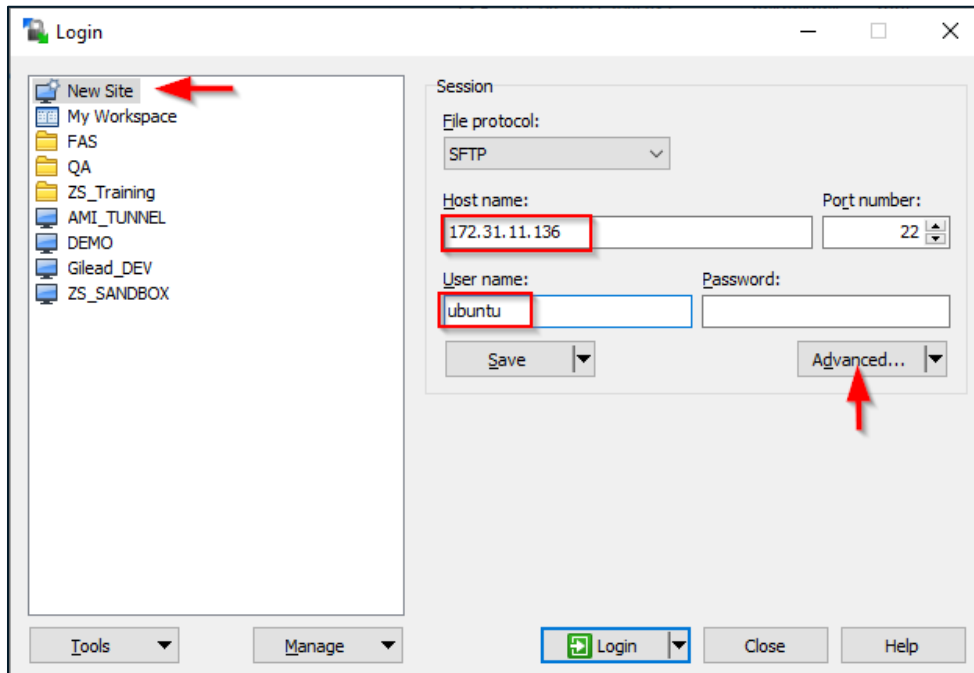 Login
New Site
My Workspace
FAS
QA
ZS_Training
AMI_TUNNEL
DEMO
Gilead_DEV
ZS_SANDBOX
Session
File protocol:
SFTP
Host name:
Port number:
172.31.11.136
22
User name:
Password:
ubuntu
Save
Advanced...
Tools
Manage
Login
Close
Help